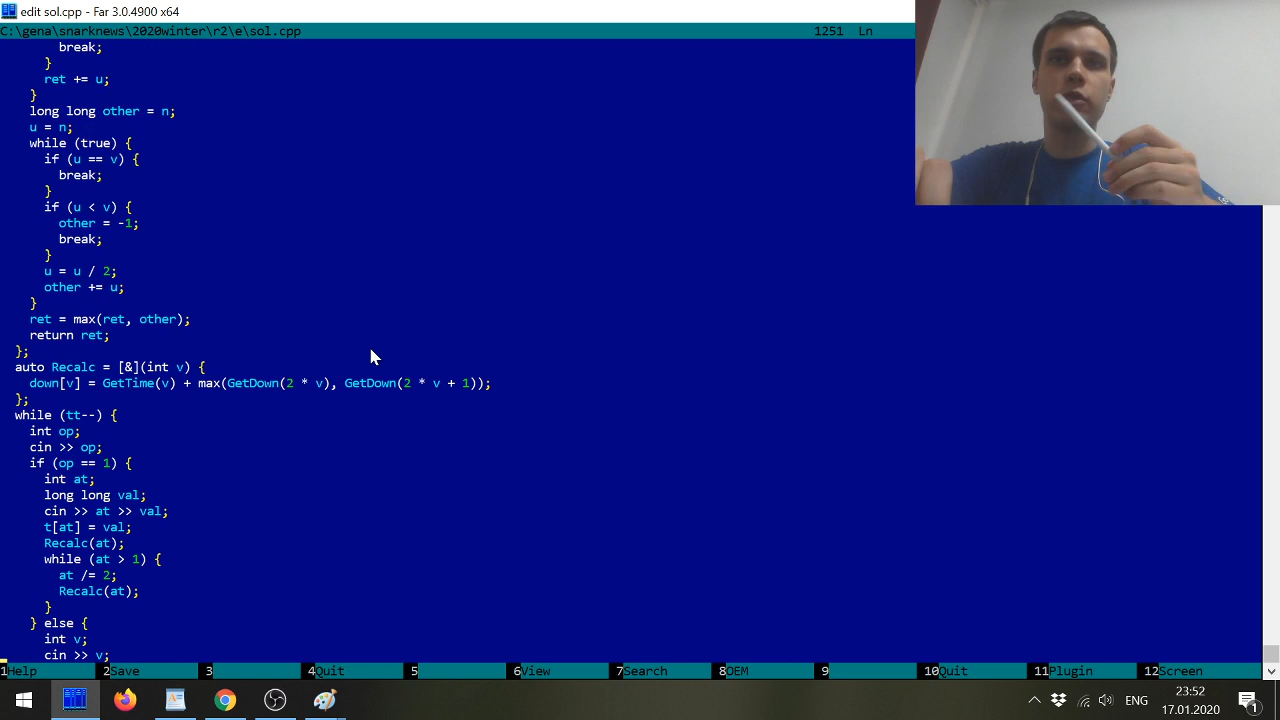 edit sol.cpp - Far 3.0.4900 x64
C:\gena\snarknews\2020winter\r2\e\sol.cpp 1251 Ln
break;
}
ret += u;
}
long long other = n;
u = n;
while (true) {
if (u == v) {
break;
}
if (u < v) {
other = -1;
break;
}
u = u / 2;
other += u;
}
ret = max(ret, other);
return ret;
};
auto Recalc = [&](int v) {
down[v] = GetTime(v) + max(GetDown(2 * v), GetDown(2 * v + 1));
};
while (tt--) {
int op;
cin >> op;
if (op == 1) {
int at;
long long val;
cin >> at >> val;
t[at] = val;
Recalc(at);
while (at > 1) {
at /= 2;
Recalc(at);
}
} else {
int v;
cin >> v;
1Help 2Save 3 4Quit 5 6View 7Search 8OEM 9 10Quit 11Plugin 12Screen
ENG 23:52
17.01.2020
1